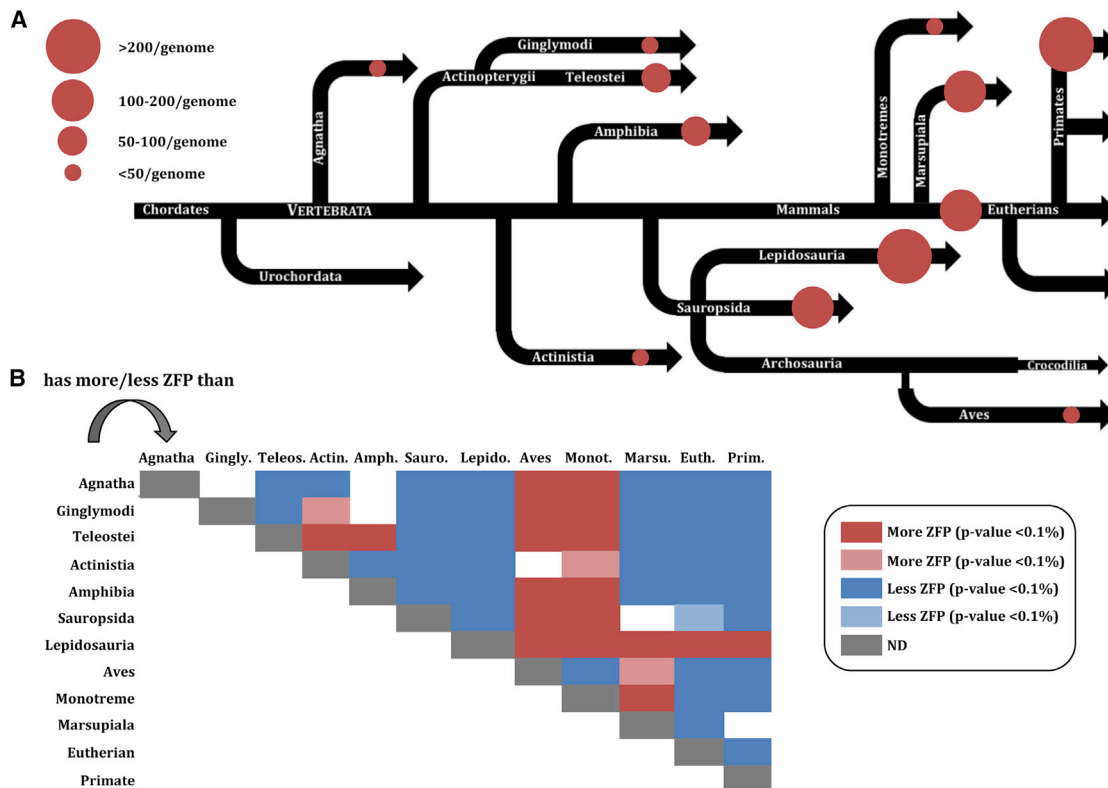 A
>200/genome
100-200/genome
50-100/genome
<50/genome
Agnatha
Ginglymodi
Actinopterygii
Teleostei
Amphibia
Monotremes
Marsupiala
Primates
Chordates
VERTEBRATA
Mammals
Eutherians
Urochordata
Lepidosauria
Sauropsida
Actinistia
Archosauria
Crocodilia
Aves
B
has more/less ZFP than
Agnatha Gingly. Teleos. Actin. Amph. Sauro. Lepido. Aves Monot. Marsu. Euth. Prim.
Agnatha
Ginglymodi
Teleostei
Actinistia
Amphibia
Sauropsida
Lepidosauria
Aves
Monotreme
Marsupiala
Eutherian
Primate
More ZFP (p-value <0.1%)
More ZFP (p-value <0.1%)
Less ZFP (p-value <0.1%)
Less ZFP (p-value <0.1%)
ND